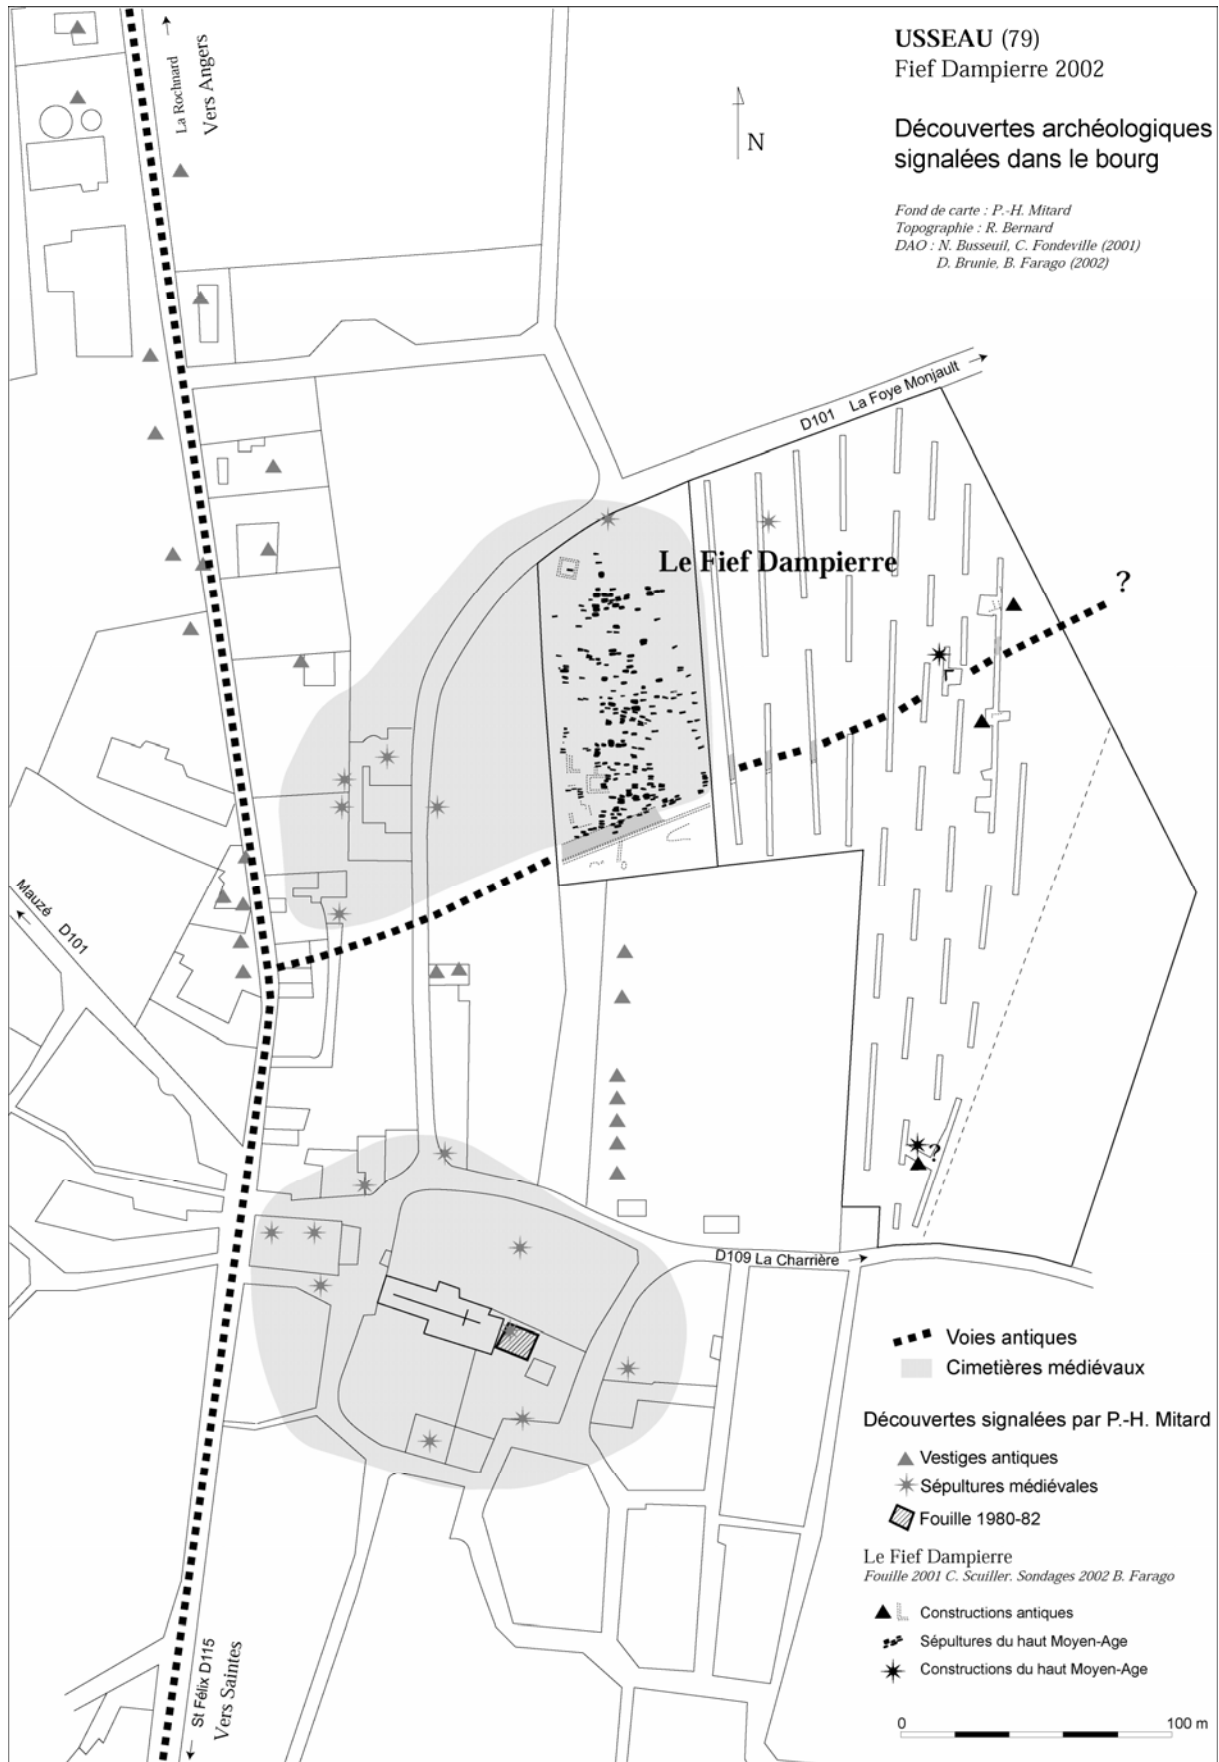 USSEAU (79)
Fief Dampierre 2002
Découvertes archéologiques
signalées dans le bourg
Fond de carte : P.-H. Mitard
Topographie : R. Bernard
DAO : N. Busseuil, C. Fondeville (2001)
D. Brunie, B. Farago (2002)
N
La Rochnard
Vers Angers
D101 La Foye Monjault
Le Fief Dampierre
?
Mauzé D101
?
D109 La Charrière
St Félix D115
Vers Saintes
Voies antiques
Cimetières médiévaux
Découvertes signalées par P.-H. Mitard
Vestiges antiques
Sépultures médiévales
Fouille 1980-82
Le Fief Dampierre
Fouille 2001 C. Scuiller. Sondages 2002 B. Farago
Constructions antiques
Sépultures du haut Moyen-Age
Constructions du haut Moyen-Age
0 100 m